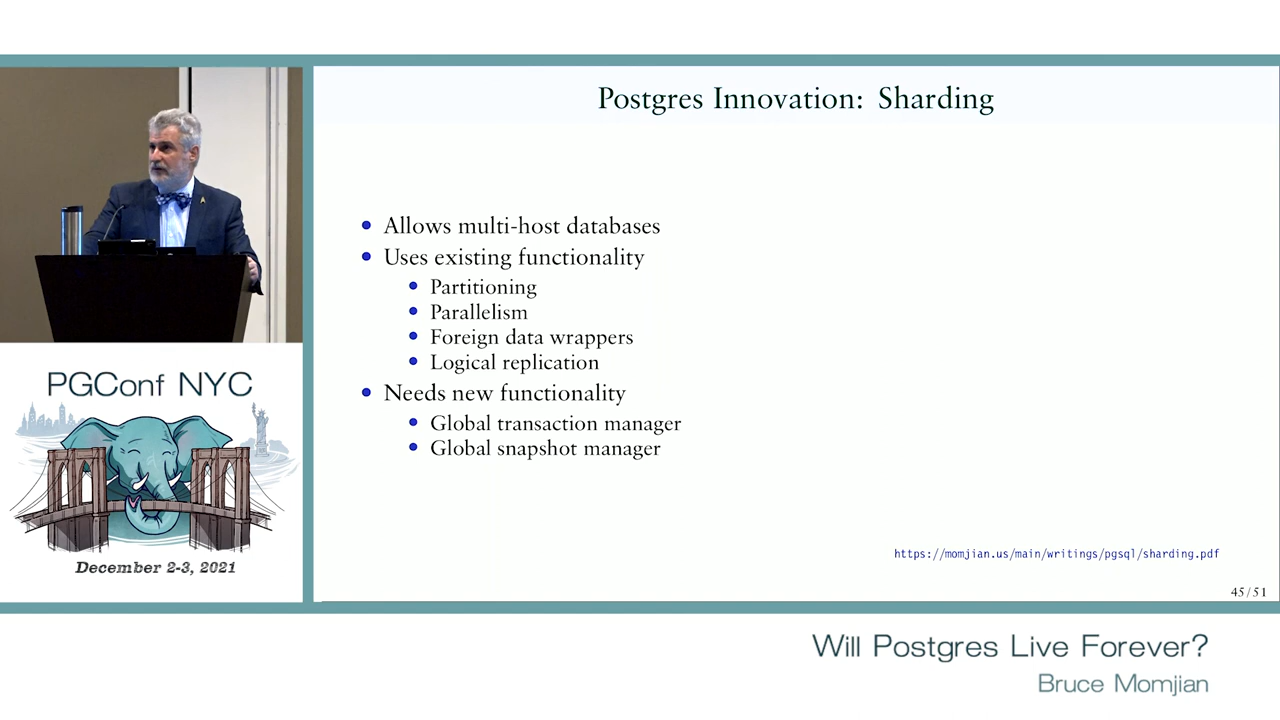 Postgres Innovation: Sharding
Allows multi-host databases
Uses existing functionality
Partitioning
Parallelism
Foreign data wrappers
Logical replication
Needs new functionality
Global transaction manager
Global snapshot manager
https://momjian.us/main/writings/pgsql/sharding.pdf
45/51
PGConf NYC
December 2-3, 2021
Will Postgres Live Forever?
Bruce Momjian